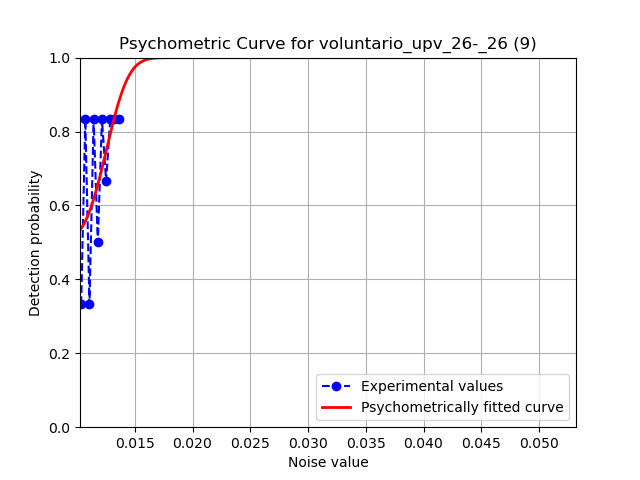 Psychometric Curve for voluntario_upv_26-_26 (9)
1.0
0.8
0.6
0.4
0.2
0.0
Detection probability
0.015 0.020 0.025 0.030 0.035 0.040 0.045 0.050
Noise value
Experimental values
Psychometrically fitted curve